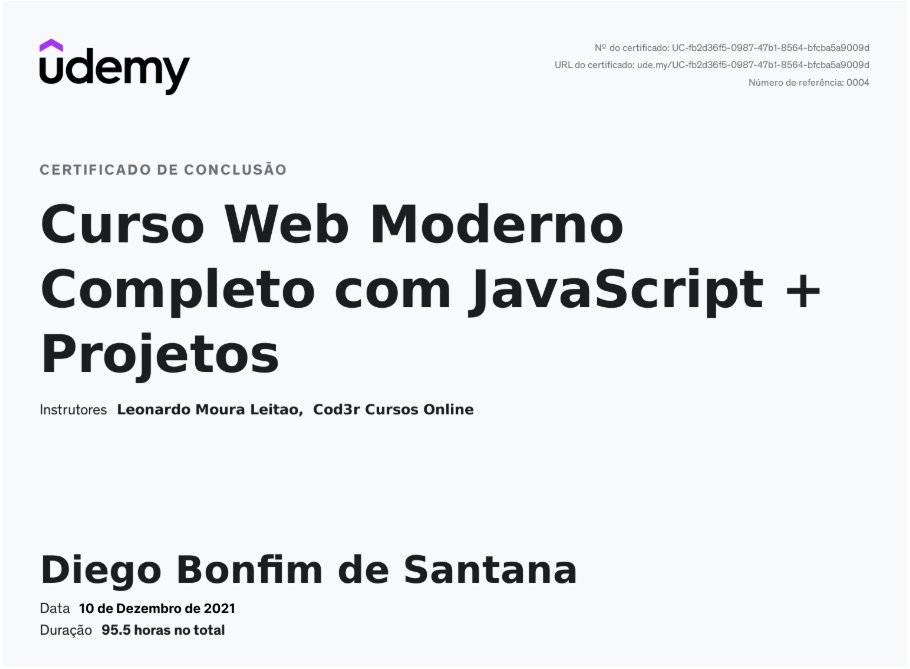 udemy
Nº do certificado: UC-fb2d36f5-0987-47b1-8564-bfcba5a9009d
URL do certificado: ude.my/UC-fb2d36f5-0987-47b1-8564-bfcba5a9009d
Número de referência: 0004
CERTIFICADO DE CONCLUSÃO
Curso Web Moderno
Completo com JavaScript +
Projetos
Instrutores Leonardo Moura Leitao, Cod3r Cursos Online
Diego Bonfim de Santana
Data 10 de Dezembro de 2021
Duração 95.5 horas no total